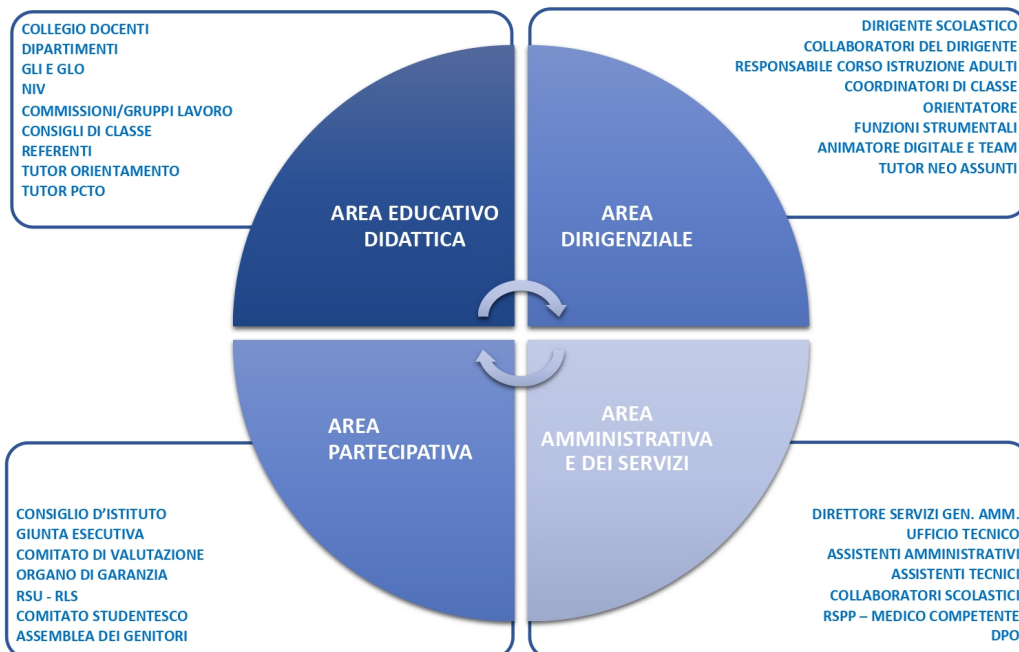 COLLEGIO DOCENTI
DIPARTIMENTI
GLI E GLO
NIV
COMMISSIONI/GRUPPI LAVORO
CONSIGLI DI CLASSE
REFERENTI
TUTOR ORIENTAMENTO
TUTOR PCTO
DIRIGENTE SCOLASTICO
COLLABORATORI DEL DIRIGENTE
RESPONSABILE CORSO ISTRUZIONE ADULTI
COORDINATORI DI CLASSE
ORIENTATORE
FUNZIONI STRUMENTALI
ANIMATORE DIGITALE E TEAM
TUTOR NEO ASSUNTI
AREA EDUCATIVO
DIDATTICA
AREA
DIRIGENZIALE
AREA
PARTECIPATIVA
AREA
AMMINISTRATIVA
E DEI SERVIZI
CONSIGLIO D'ISTITUTO
GIUNTA ESECUTIVA
COMITATO DI VALUTAZIONE
ORGANO DI GARANZIA
RSU - RLS
COMITATO STUDENTESCO
ASSEMBLEA DEI GENITORI
DIRETTORE SERVIZI GEN. AMM.
UFFICIO TECNICO
ASSISTENTI AMMINISTRATIVI
ASSISTENTI TECNICI
COLLABORATORI SCOLASTICI
RSPP – MEDICO COMPETENTE
DPO